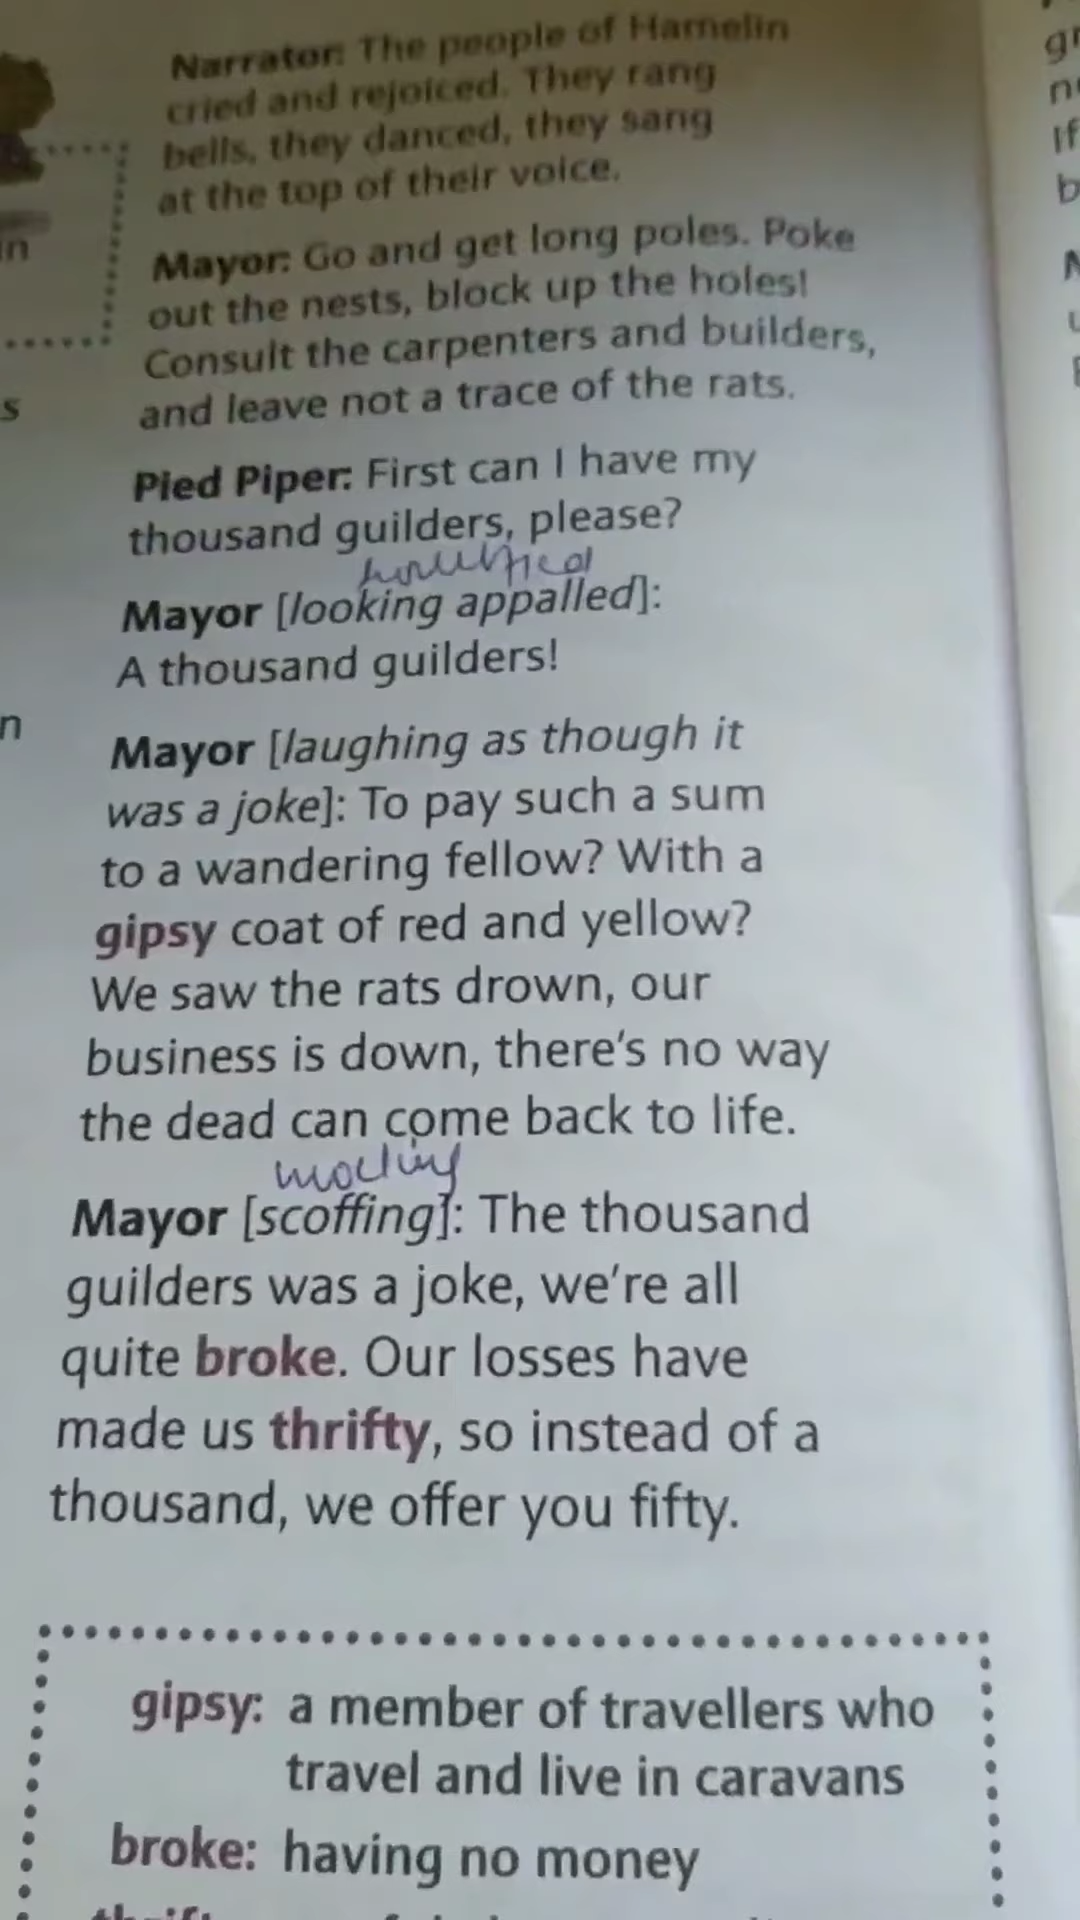 Narrator: The people of Hamelin
cried and rejoiced. They rang
bells, they danced, they sang
at the top of their voice.
Mayor: Go and get long poles. Poke
out the nests, block up the holes!
Consult the carpenters and builders,
and leave not a trace of the rats.
Pied Piper: First can I have my
thousand guilders, please?
horrified
Mayor [looking appalled]:
A thousand guilders!
Mayor [laughing as though it
was a joke]: To pay such a sum
to a wandering fellow? With a
gipsy coat of red and yellow?
We saw the rats drown, our
business is down, there's no way
the dead can come back to life.
mocking
Mayor [scoffing]: The thousand
guilders was a joke, we're all
quite broke. Our losses have
made us thrifty, so instead of a
thousand, we offer you fifty.
gipsy: a member of travellers who
travel and live in caravans
broke: having no money